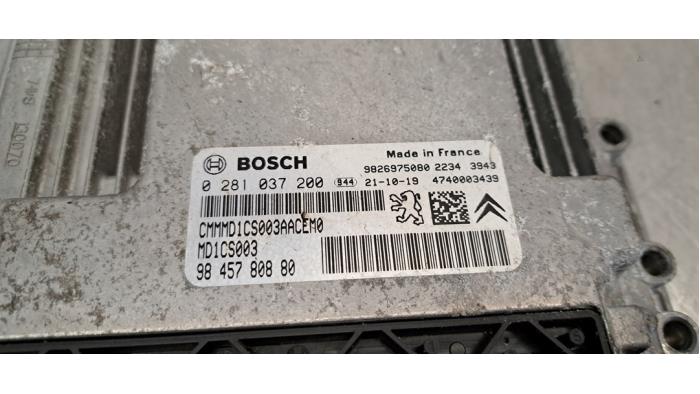 BOSCH
Made in France
9826975080 2234 3943
0 281 037 200 944 21-10-19 4740003439
CMMMD1CS003AACEM0
MD1CS003
98 457 808 80